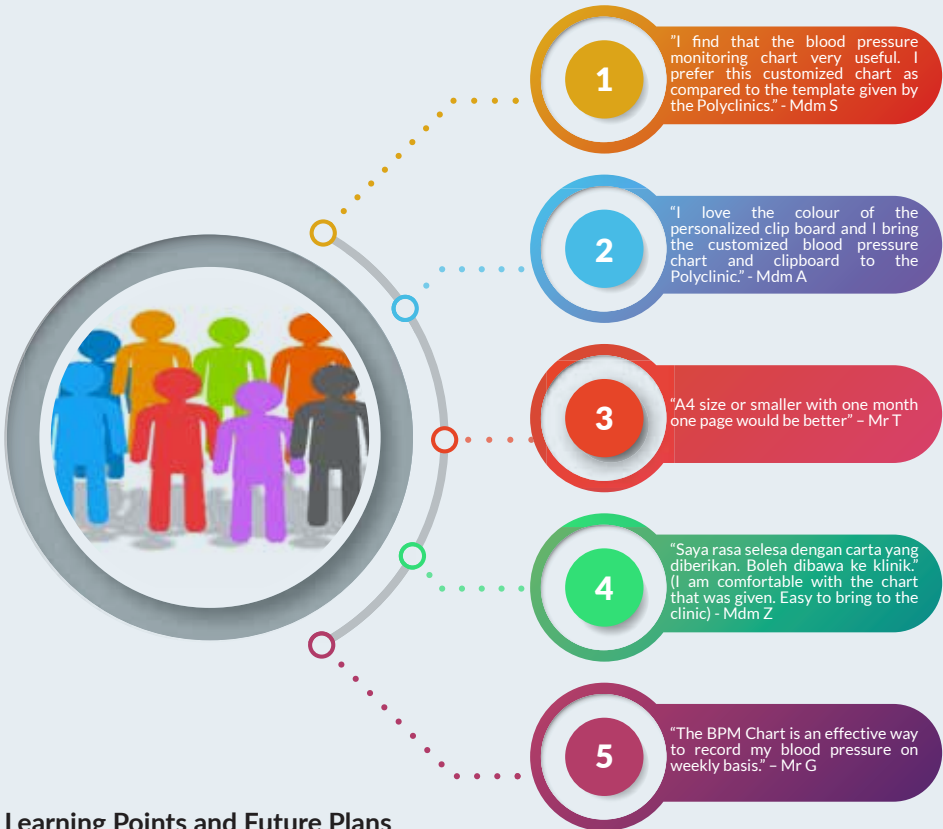 1
"I find that the blood pressure
monitoring chart very useful. I
prefer this customized chart as
compared to the template given by
the Polyclinics." - Mdm S
2
"I love the colour of the
personalized clip board and I bring
the customized blood pressure
chart and clipboard to the
Polyclinic." - Mdm A
3
"A4 size or smaller with one month
one page would be better" – Mr T
4
"Saya rasa selesa dengan carta yang
diberikan. Boleh dibawa ke klinik."
(I am comfortable with the chart
that was given. Easy to bring to the
clinic) - Mdm Z
5
"The BPM Chart is an effective way
to record my blood pressure on
weekly basis." – Mr G
Learning Points and Future Plans